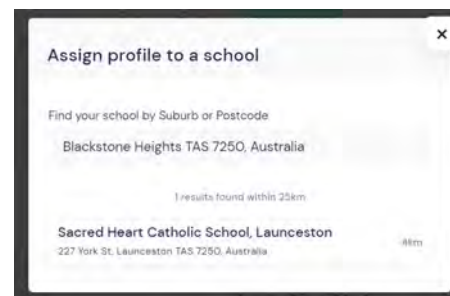 ×
Assign profile to a school
Find your school by Suburb or Postcode
Blackstone Heights TAS 7250, Australia
1 results found within 25km
Sacred Heart Catholic School, Launceston
227 York St, Launceston TAS 7250, Australia